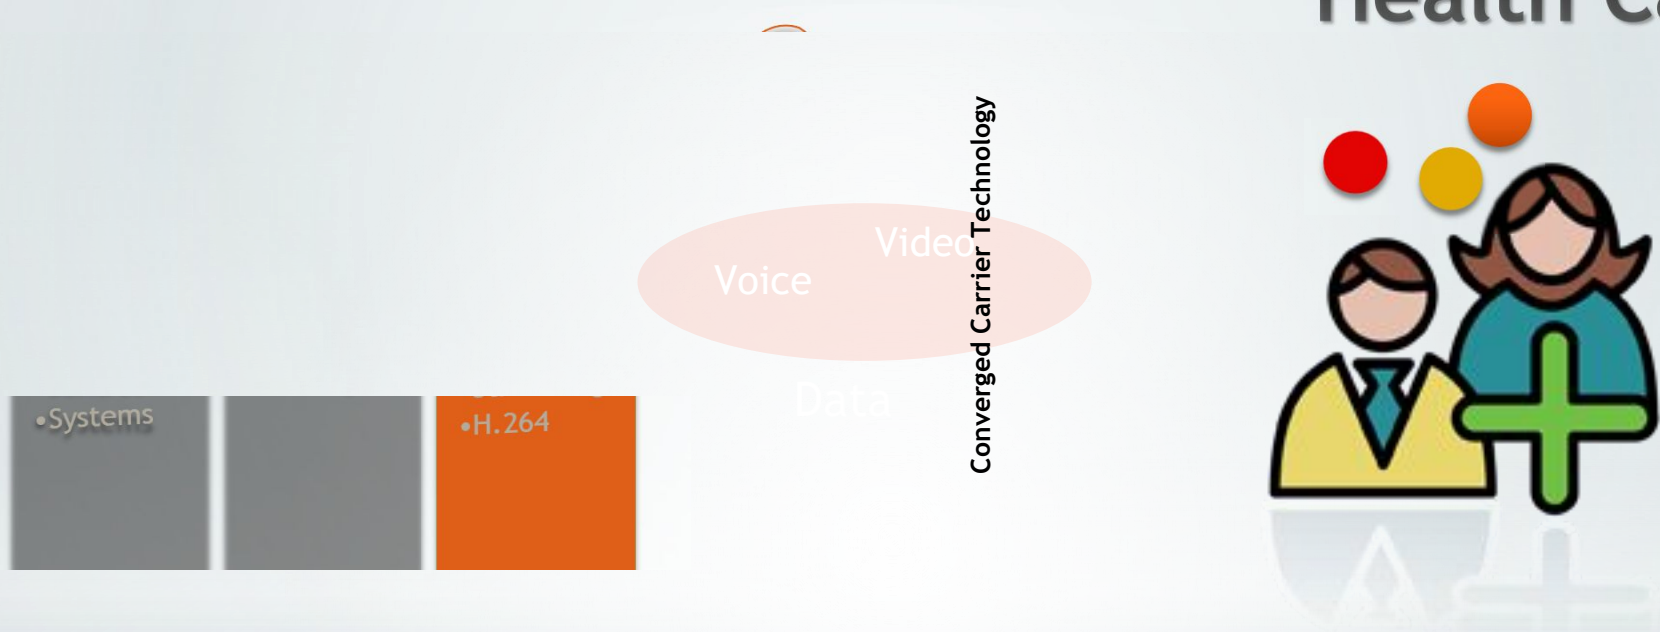 Health
Video
Voice
Converged Carrier Technology
Data
•Systems
•H.264